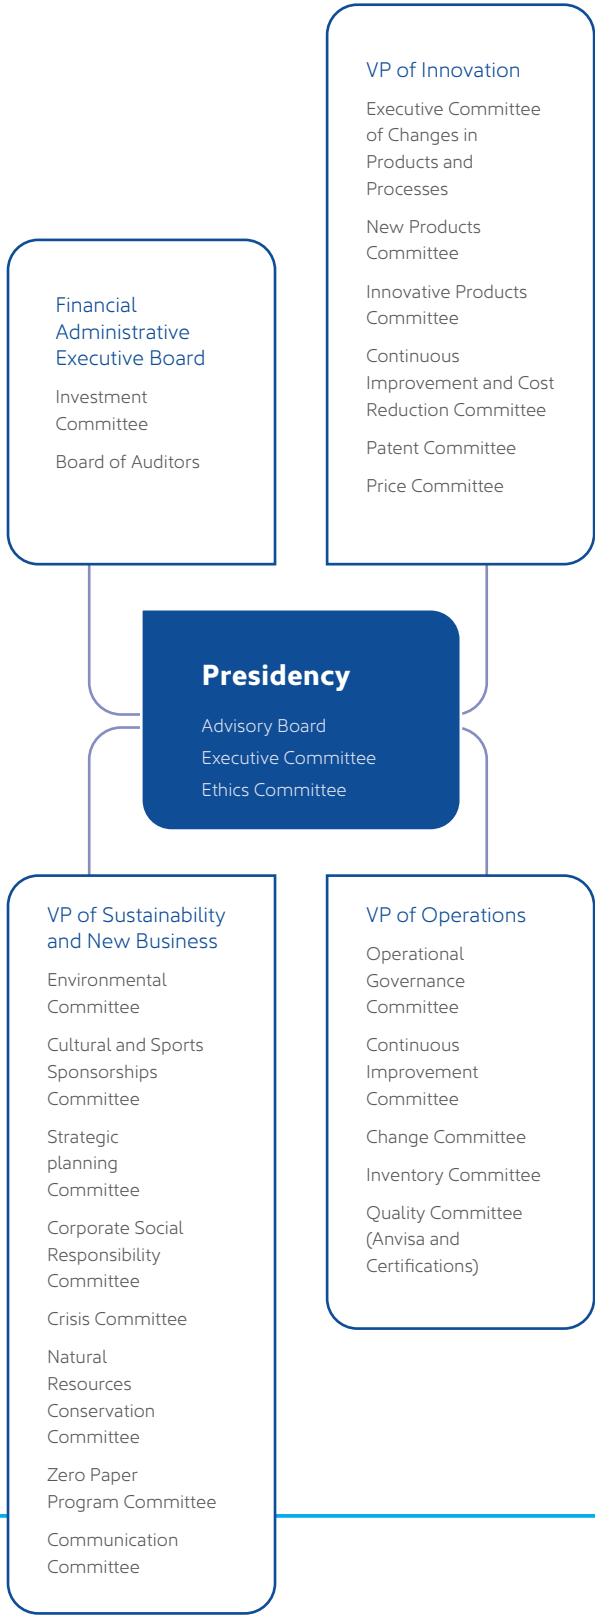 VP of Innovation
Executive Committee
of Changes in
Products and
Processes
New Products
Committee
Innovative Products
Committee
Continuous
Improvement and Cost
Reduction Committee
Patent Committee
Price Committee
Financial
Administrative
Executive Board
Investment
Committee
Board of Auditors
Presidency
Advisory Board
Executive Committee
Ethics Committee
VP of Sustainability
and New Business
Environmental
Committee
Cultural and Sports
Sponsorships
Committee
Strategic
planning
Committee
Corporate Social
Responsibility
Committee
Crisis Committee
Natural
Resources
Conservation
Committee
Zero Paper
Program Committee
Communication
Committee
VP of Operations
Operational
Governance
Committee
Continuous
Improvement
Committee
Change Committee
Inventory Committee
Quality Committee
(Anvisa and
Certifications)